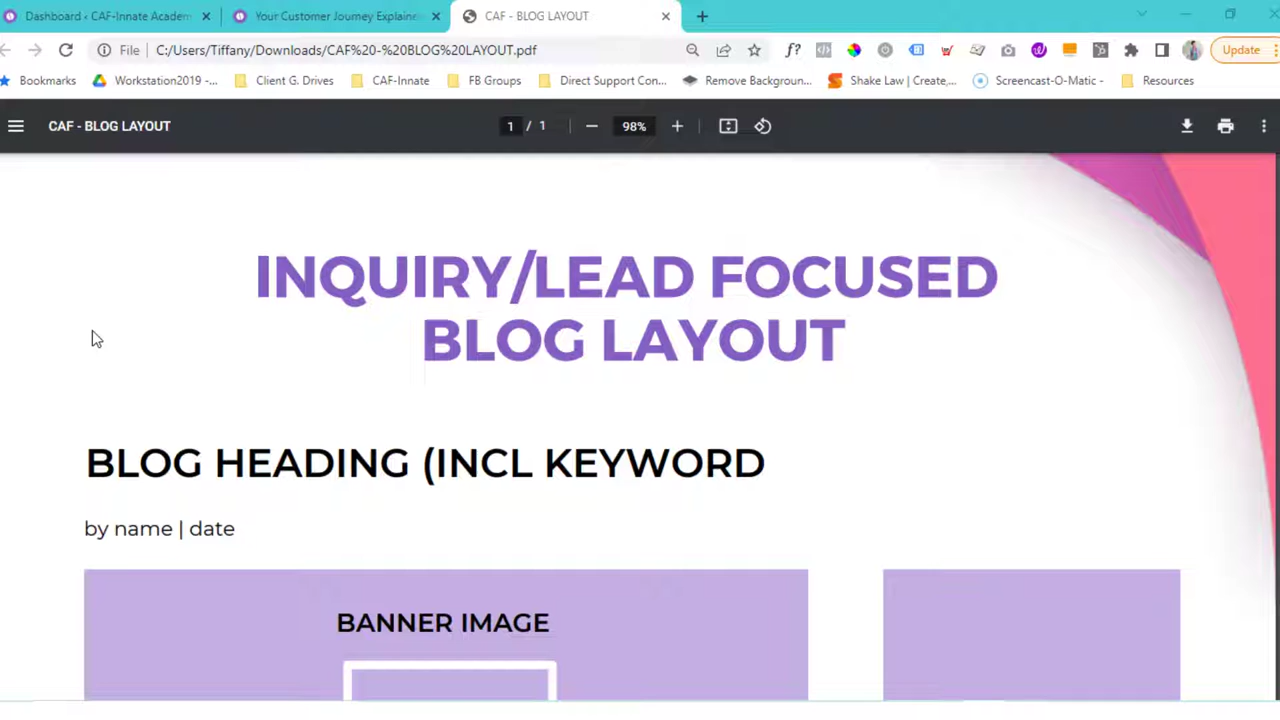 Dashboard ‹ CAF-Innate Academ
Your Customer Journey Explaine
CAF - BLOG LAYOUT
File
C:/Users/Tiffany/Downloads/CAF%20-%20BLOG%20LAYOUT.pdf
f?
Update
Bookmarks
Workstation2019 -...
Client G. Drives
CAF-Innate
FB Groups
Direct Support Con...
Remove Backgroun...
Shake Law | Create,...
Screencast-O-Matic -
Resources
CAF - BLOG LAYOUT
1 / 1
98%
INQUIRY/LEAD FOCUSED
BLOG LAYOUT
BLOG HEADING (INCL KEYWORD
by name | date
BANNER IMAGE